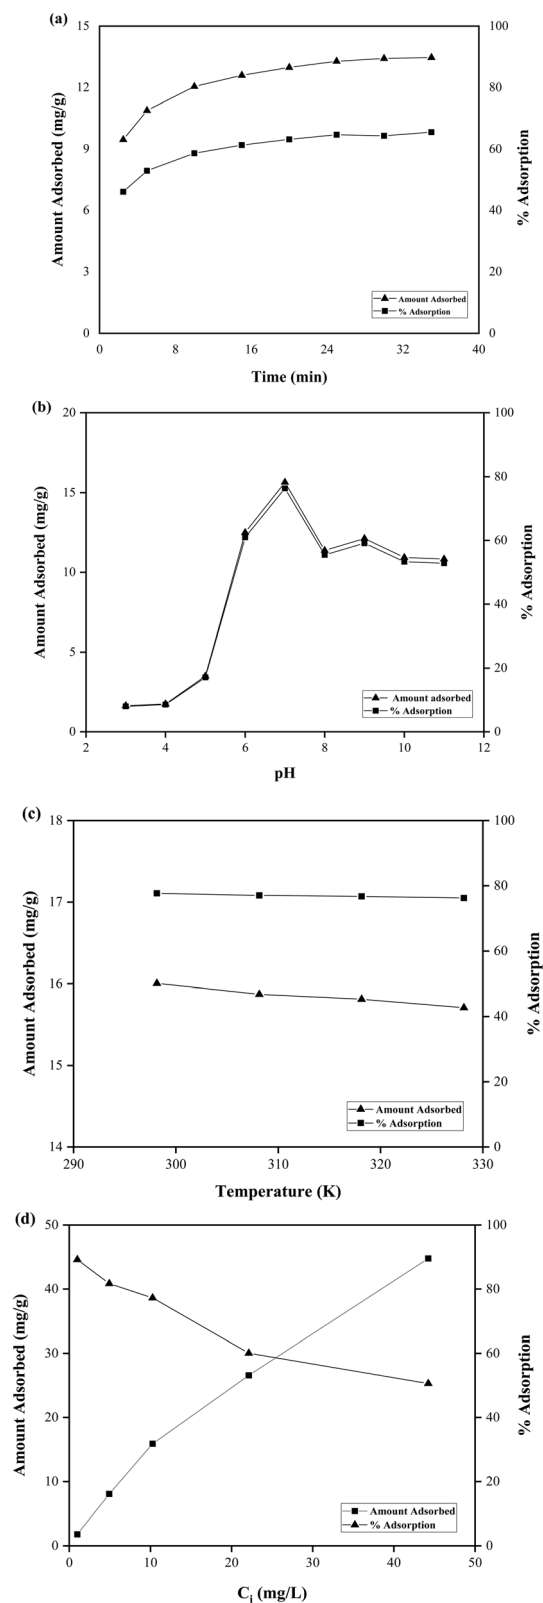 (a)
15
12
9
6
3
0
Amount Adsorbed (mg/g)
100
80
60
40
20
0
% Adsorption
Amount Adsorbed
% Adsorption
0 8 16 24 32 40
Time (min)
(b)
20
15
10
5
0
Amount Adsorbed (mg/g)
100
80
60
40
20
0
% Adsorption
Amount adsorbed
% Adsorption
2 4 6 8 10 12
pH
(c)
18
17
16
15
14
Amount Adsorbed (mg/g)
100
80
60
40
20
0
% Adsorption
Amount Adsorbed
% Adsorption
290 300 310 320 330
Temperature (K)
(d)
50
40
30
20
10
0
Amount Adsorbed (mg/g)
100
80
60
40
20
0
% Adsorption
Amount Adsorbed
% Adsorption
0 10 20 30 40 50
Ci (mg/L)